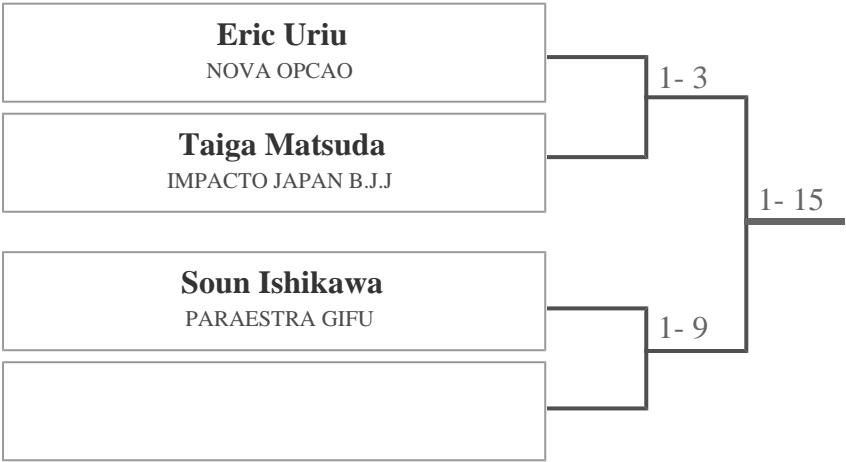 Eric Uriu
NOVA OPCAO
1- 3
Taiga Matsuda
IMPACTO JAPAN B.J.J
1- 15
Soun Ishikawa
PARAESTRA GIFU
1- 9